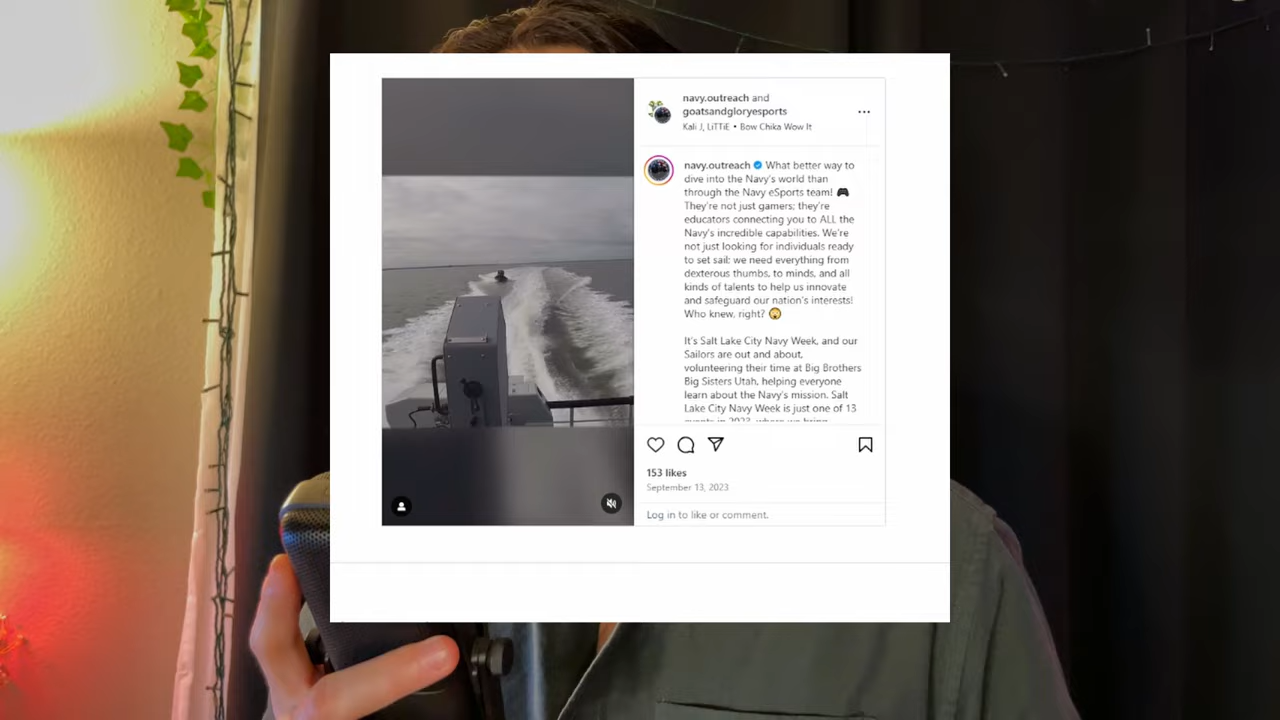 navy.outreach and
goatsandgloryesports
Kali J, LiTTiE • Bow Chika Wow It
navy.outreach What better way to
dive into the Navy's world than
through the Navy eSports team! 🎮
They're not just gamers; they're
educators connecting you to ALL the
Navy's incredible capabilities. We're
not just looking for individuals ready
to set sail; we need everything from
dexterous thumbs, to minds, and all
kinds of talents to help us innovate
and safeguard our nation's interests!
Who knew, right? 😱
It's Salt Lake City Navy Week, and our
Sailors are out and about,
volunteering their time at Big Brothers
Big Sisters Utah, helping everyone
learn about the Navy's mission. Salt
Lake City Navy Week is just one of 13
events in 2023, where we bring
153 likes
September 13, 2023
Log in to like or comment.